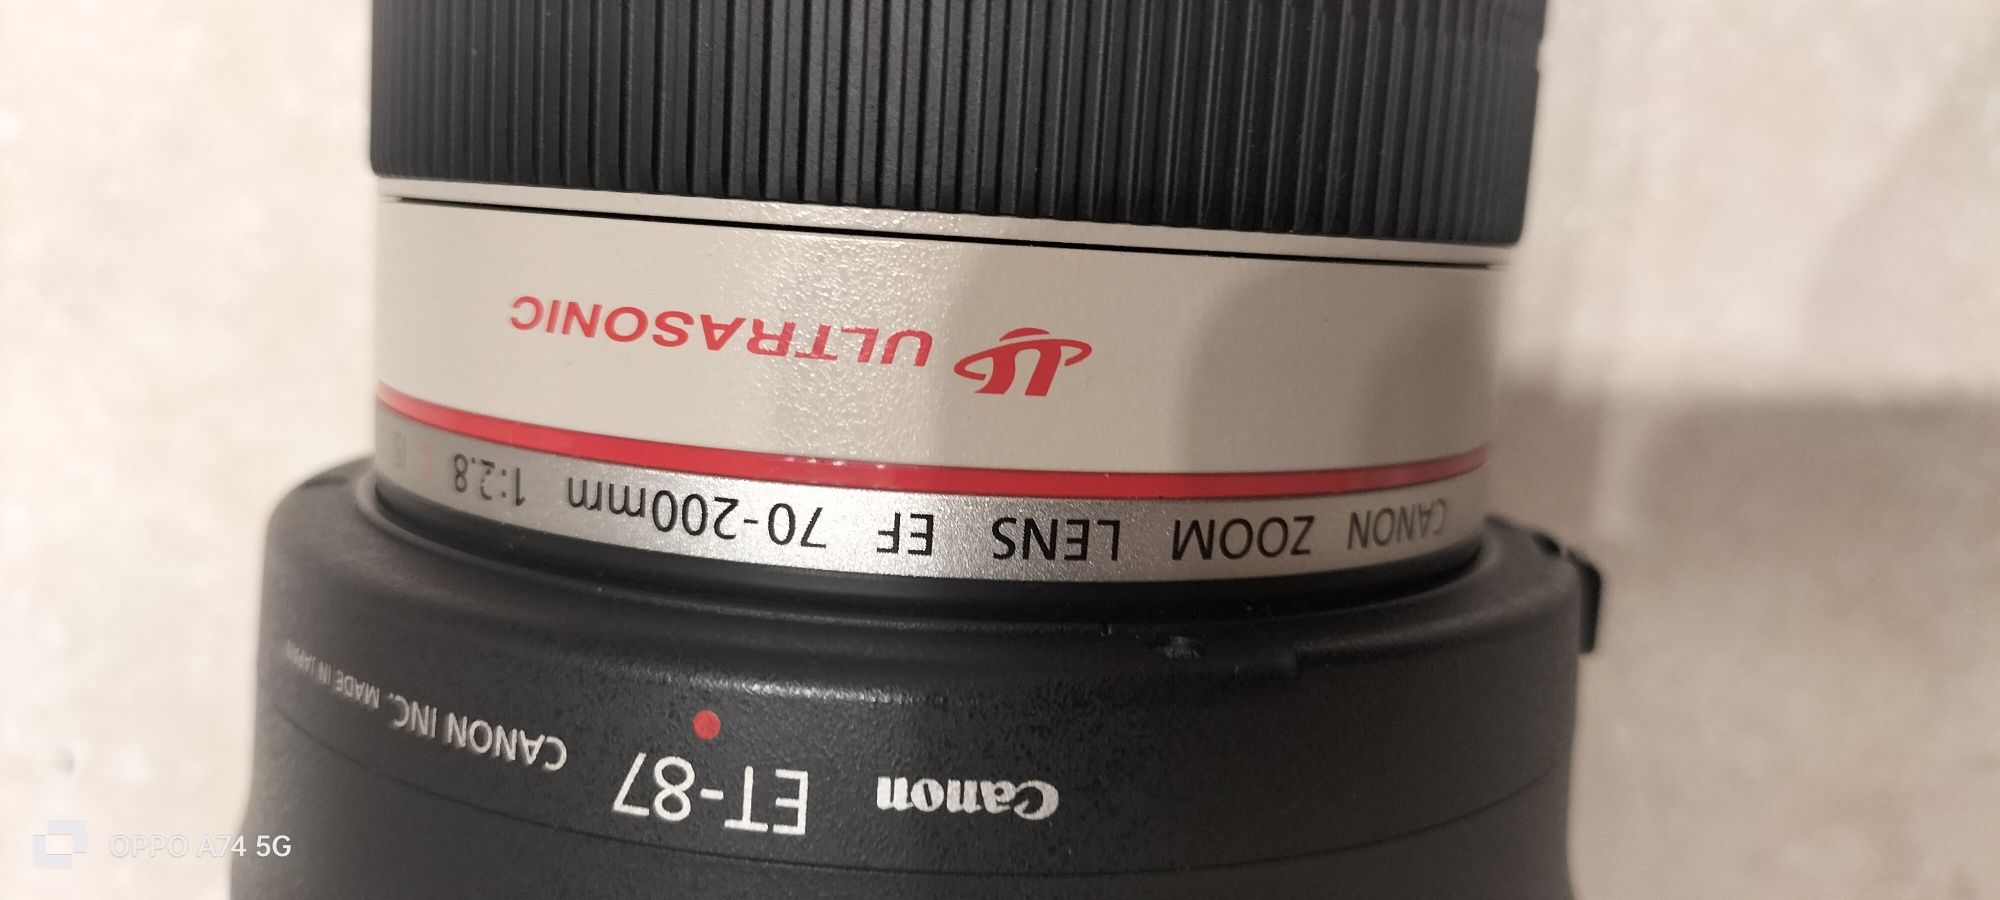 Canon ET-87 CANON INC. MADE IN JAPAN
CANON ZOOM LENS EF 70-200mm 1:2.8 L IS
ULTRASONIC
OPPO A74 5G